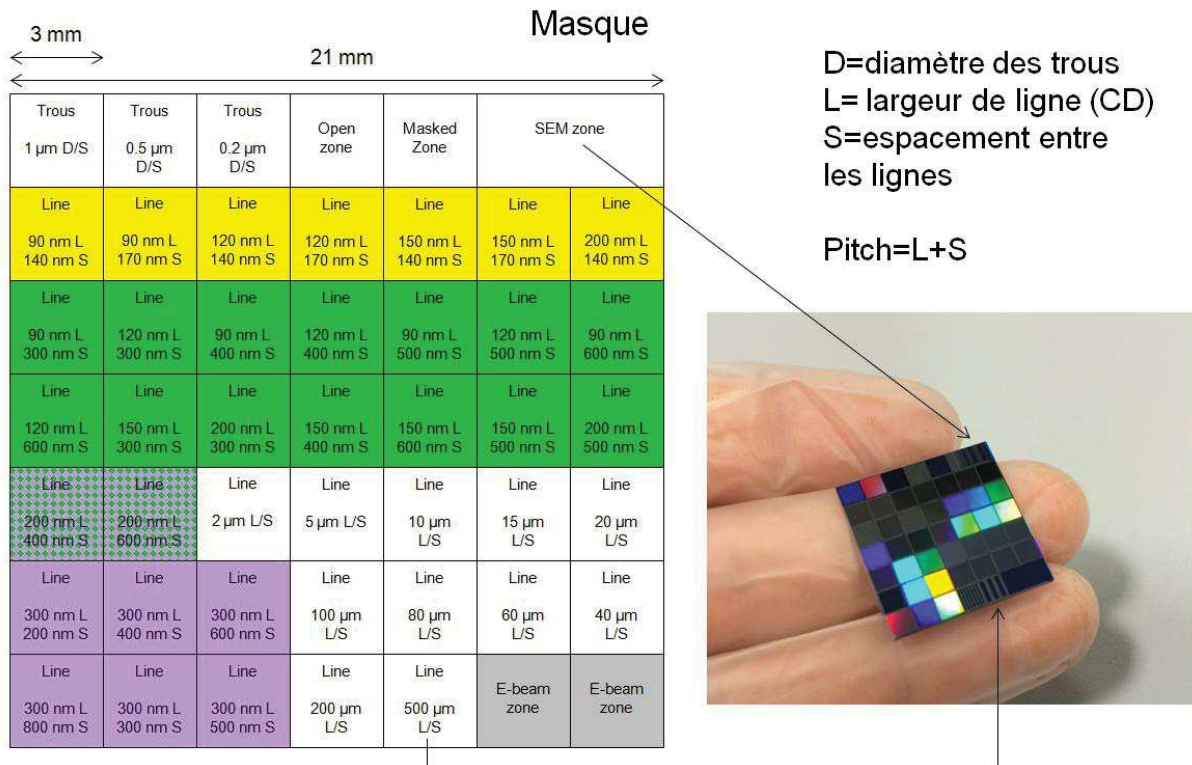 Masque
3 mm
21 mm
D=diamètre des trous
L= largeur de ligne (CD)
S=espacement entre
les lignes
Pitch=L+S
Trous
1 µm D/S
Trous
0.5 µm
D/S
Trous
0.2 µm
D/S
Open
zone
Masked
Zone
SEM zone
Line
90 nm L
140 nm S
Line
90 nm L
170 nm S
Line
120 nm L
140 nm S
Line
120 nm L
170 nm S
Line
150 nm L
140 nm S
Line
150 nm L
170 nm S
Line
200 nm L
140 nm S
Line
90 nm L
300 nm S
Line
120 nm L
300 nm S
Line
90 nm L
400 nm S
Line
120 nm L
400 nm S
Line
90 nm L
500 nm S
Line
120 nm L
500 nm S
Line
90 nm L
600 nm S
Line
120 nm L
600 nm S
Line
150 nm L
300 nm S
Line
200 nm L
300 nm S
Line
150 nm L
400 nm S
Line
150 nm L
600 nm S
Line
150 nm L
500 nm S
Line
200 nm L
500 nm S
Line
200 nm L
400 nm S
Line
200 nm L
600 nm S
Line
2 µm L/S
Line
5 µm L/S
Line
10 µm
L/S
Line
15 µm
L/S
Line
20 µm
L/S
Line
300 nm L
200 nm S
Line
300 nm L
400 nm S
Line
300 nm L
600 nm S
Line
100 µm
L/S
Line
80 µm
L/S
Line
60 µm
L/S
Line
40 µm
L/S
Line
300 nm L
800 nm S
Line
300 nm L
300 nm S
Line
300 nm L
500 nm S
Line
200 µm
L/S
Line
500 µm
L/S
E-beam
zone
E-beam
zone